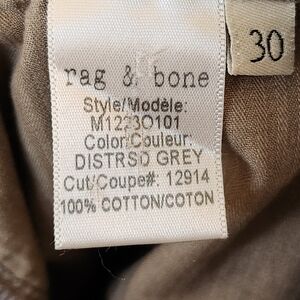 30
rag & bone
Style/Modèle:
M1223O101
Color/Couleur:
DISTRSD GREY
Cut/Coupe#: 12914
100% COTTON/COTON